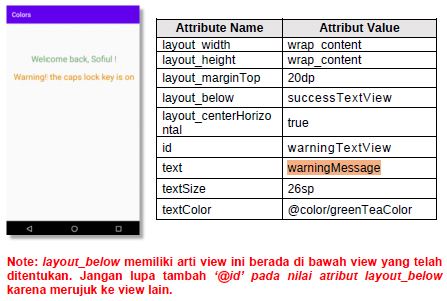 Colors
Welcome back, Sofiul !
Warning! the caps lock key is on
Attribute Name Attribut Value
layout_width wrap_content
layout_height wrap_content
layout_marginTop 20dp
layout_below successTextView
layout_centerHorizo
ntal true
id warningTextView
text warningMessage
textSize 26sp
textColor @color/greenTeaColor
Note: layout_below memiliki arti view ini berada di bawah view yang telah
ditentukan. Jangan lupa tambah ‘@id’ pada nilai atribut layout_below
karena merujuk ke view lain.